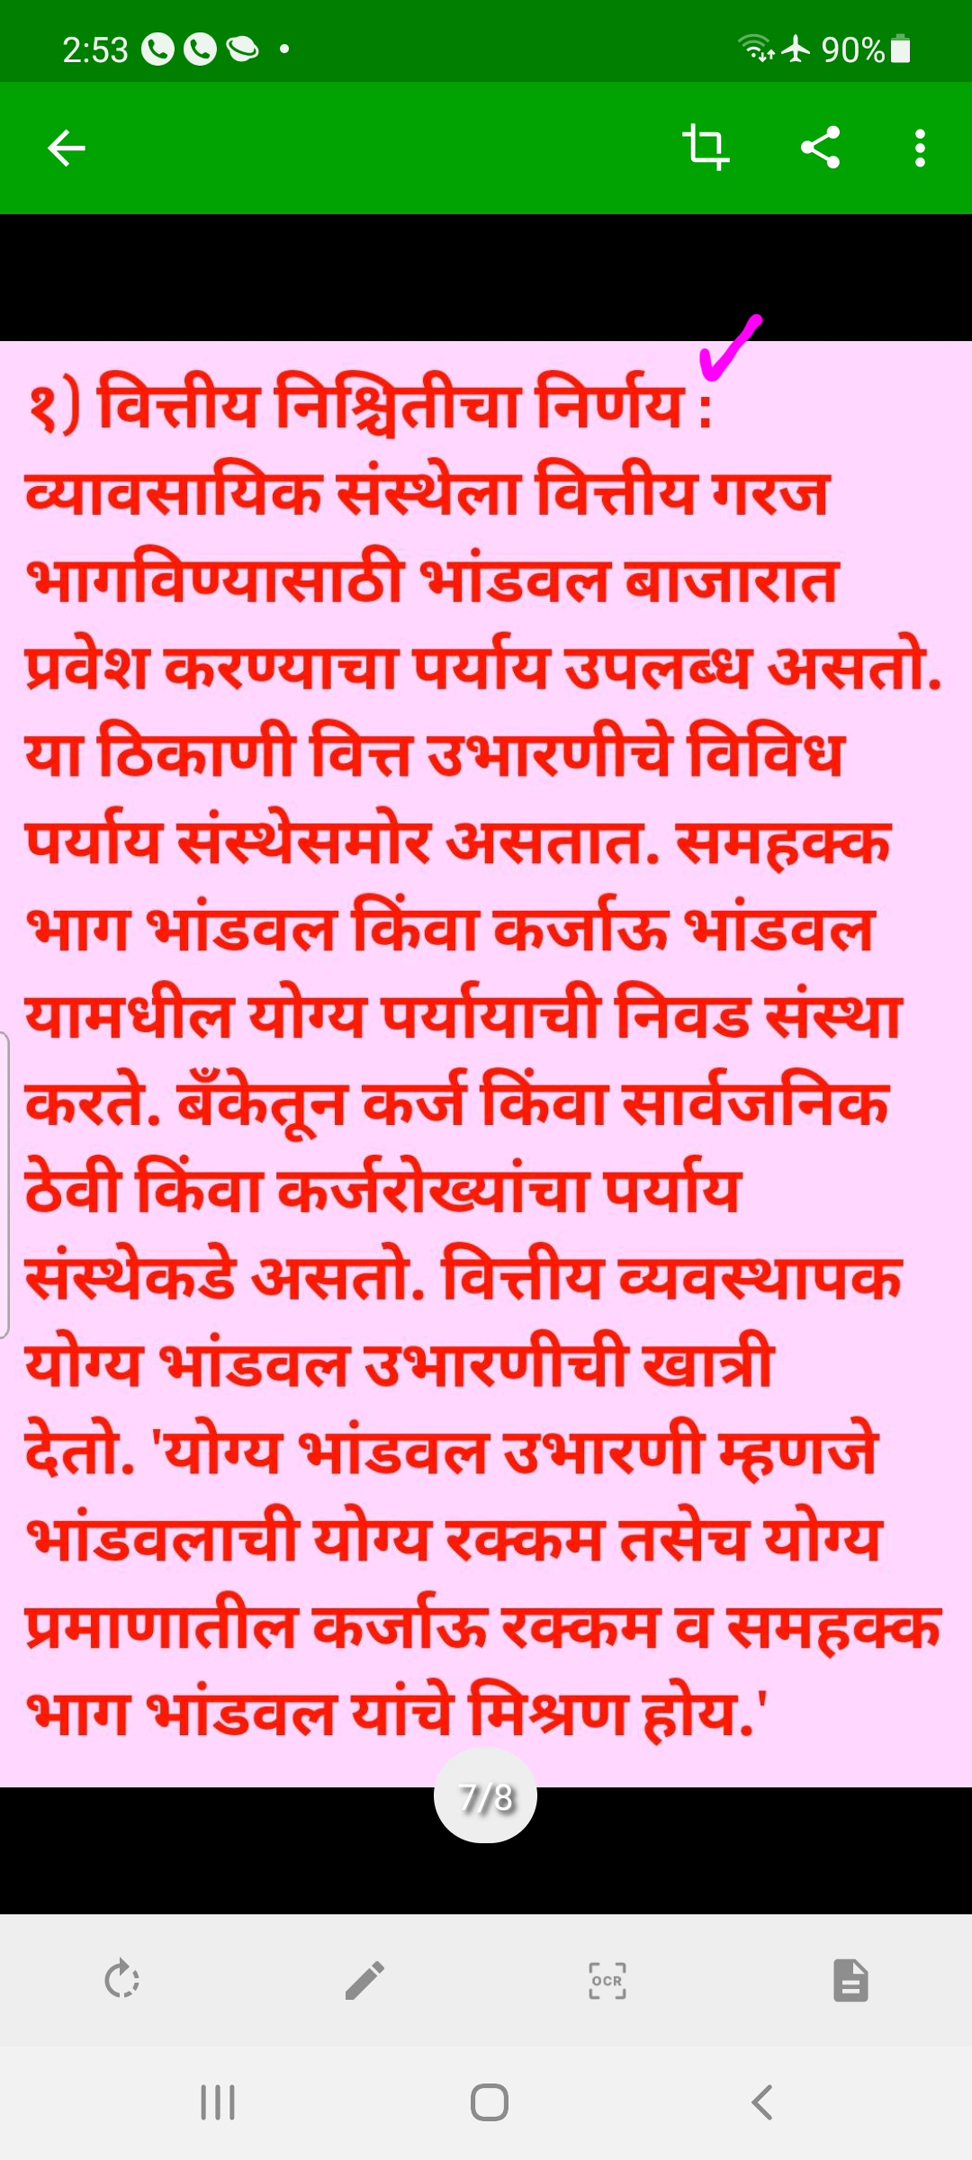 2:53
90%
१) वित्तीय निश्चितीचा निर्णय :
व्यावसायिक संस्थेला वित्तीय गरज
भागविण्यासाठी भांडवल बाजारात
प्रवेश करण्याचा पर्याय उपलब्ध असतो.
या ठिकाणी वित्त उभारणीचे विविध
पर्याय संस्थेसमोर असतात. समहक्क
भाग भांडवल किंवा कर्जाऊ भांडवल
यामधील योग्य पर्यायाची निवड संस्था
करते. बँकेतून कर्ज किंवा सार्वजनिक
ठेवी किंवा कर्जरोख्यांचा पर्याय
संस्थेकडे असतो. वित्तीय व्यवस्थापक
योग्य भांडवल उभारणीची खात्री
देतो. 'योग्य भांडवल उभारणी म्हणजे
भांडवलाची योग्य रक्कम तसेच योग्य
प्रमाणातील कर्जाऊ रक्कम व समहक्क
भाग भांडवल यांचे मिश्रण होय.'
7/8
OCR